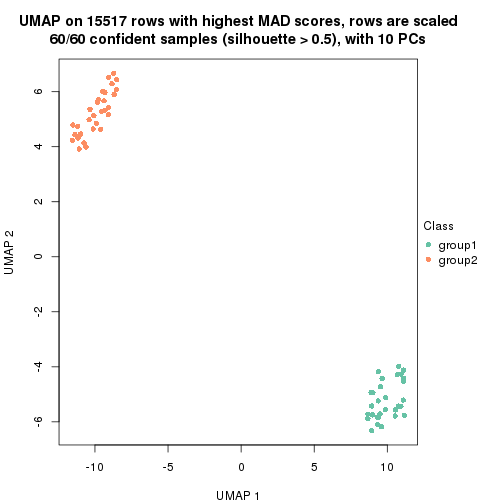 UMAP on 15517 rows with highest MAD scores, rows are scaled
60/60 confident samples (silhouette > 0.5), with 10 PCs
6
4
2
0
-2
-4
-6
UMAP 2
-10
-5
0
5
10
UMAP 1
Class
group1
group2